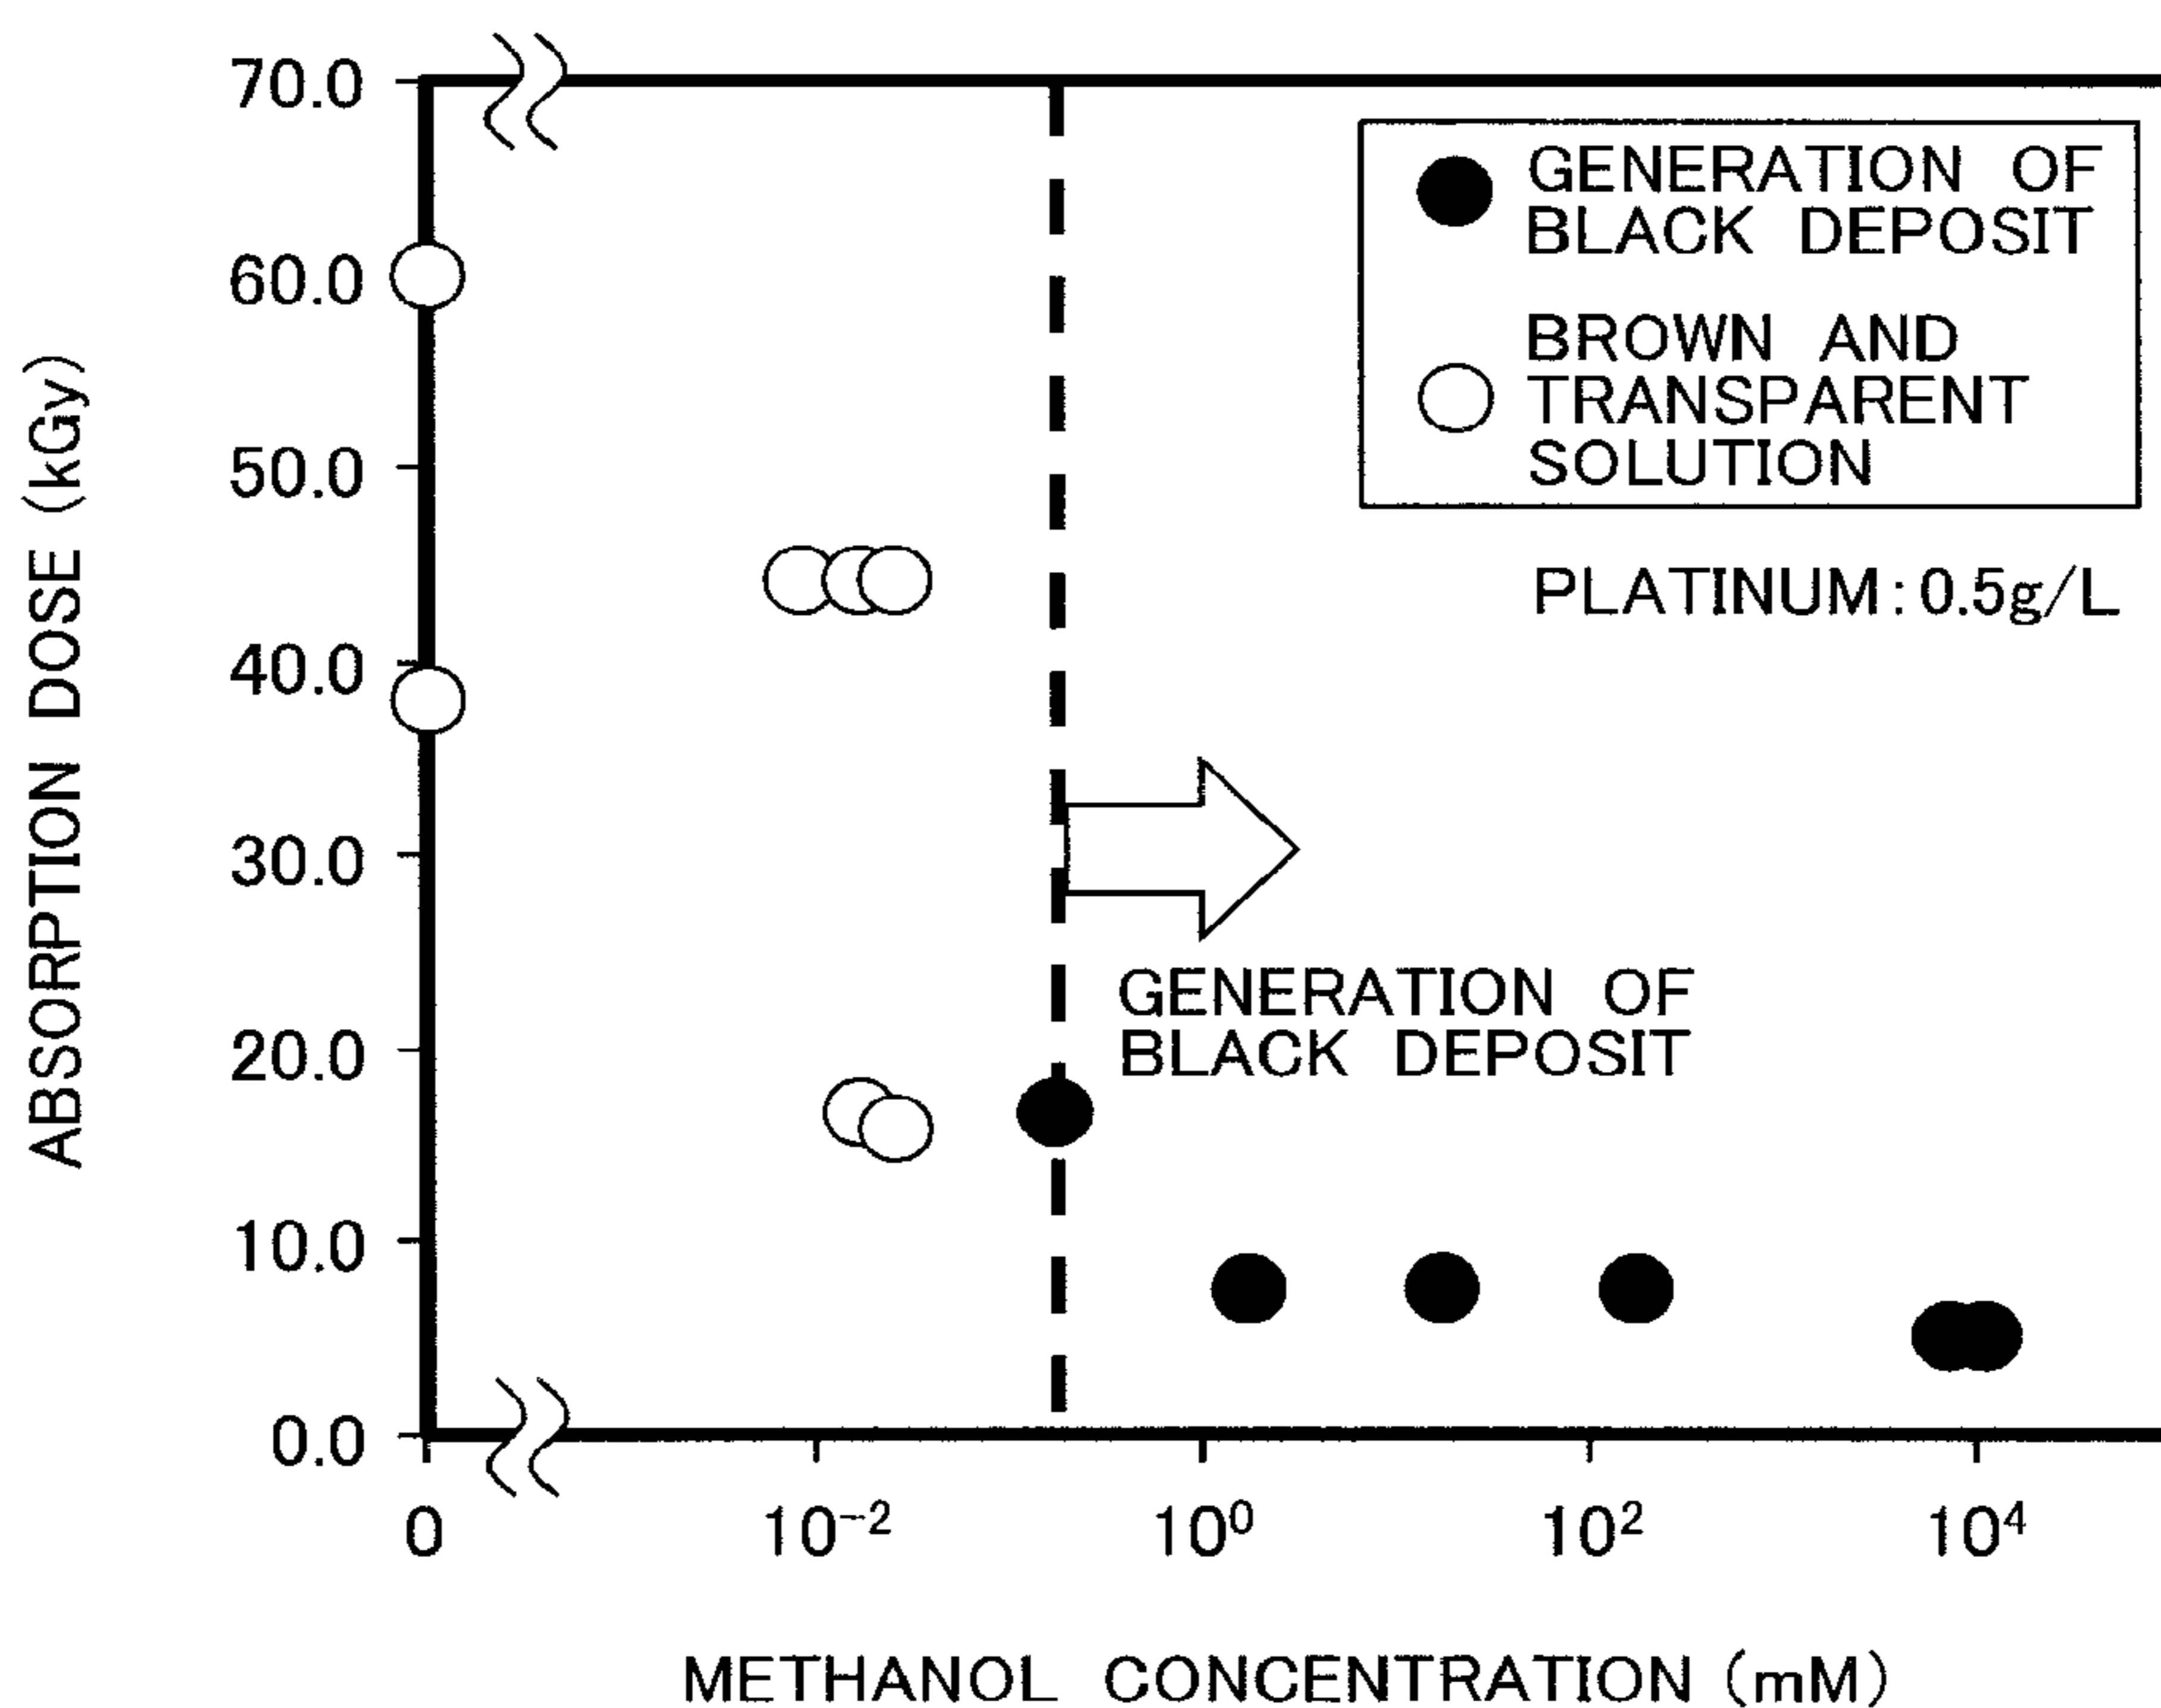 70.0
60.0
50.0
40.0
30.0
20.0
10.0
0.0
ABSORPTION DOSE (kGy)
GENERATION OF
BLACK DEPOSIT
BROWN AND
TRANSPARENT
SOLUTION
PLATINUM: 0.5g/L
GENERATION OF
BLACK DEPOSIT
0 10⁻² 10⁰ 10² 10⁴
METHANOL CONCENTRATION (mM)